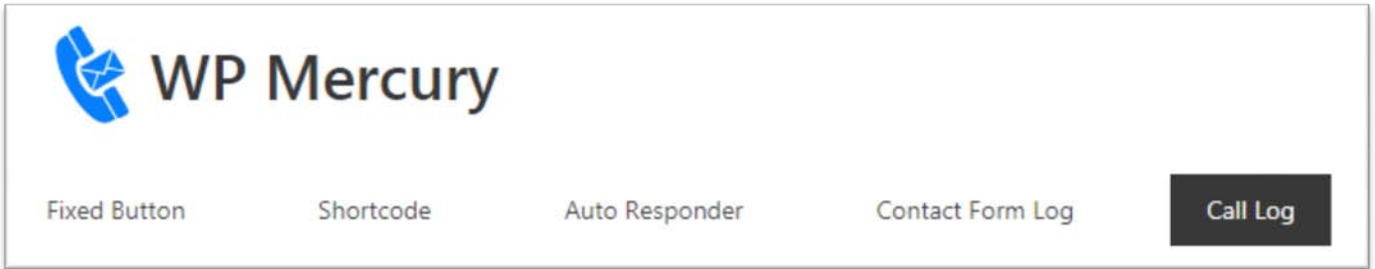 WP Mercury
Fixed Button Shortcode Auto Responder Contact Form Log Call Log